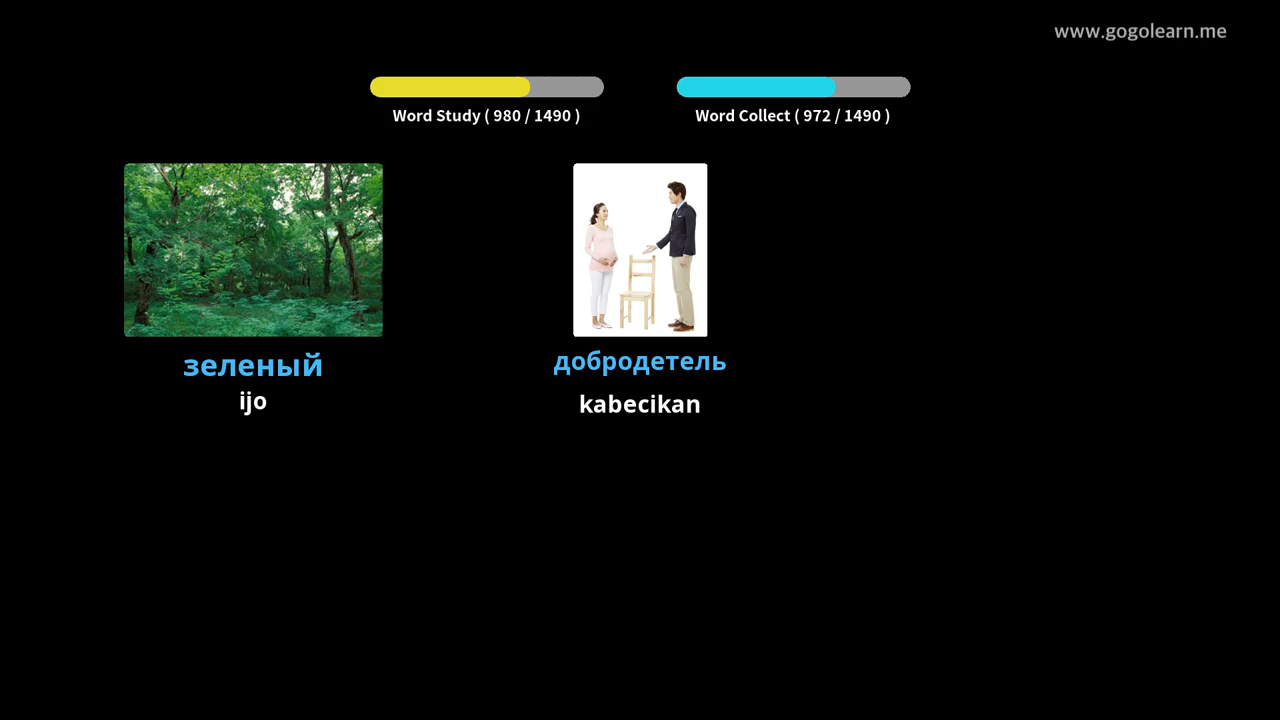 www.gogolearn.me
Word Study ( 980 / 1490 )
Word Collect ( 972 / 1490 )
зеленый
ijo
добродетель
kabecikan